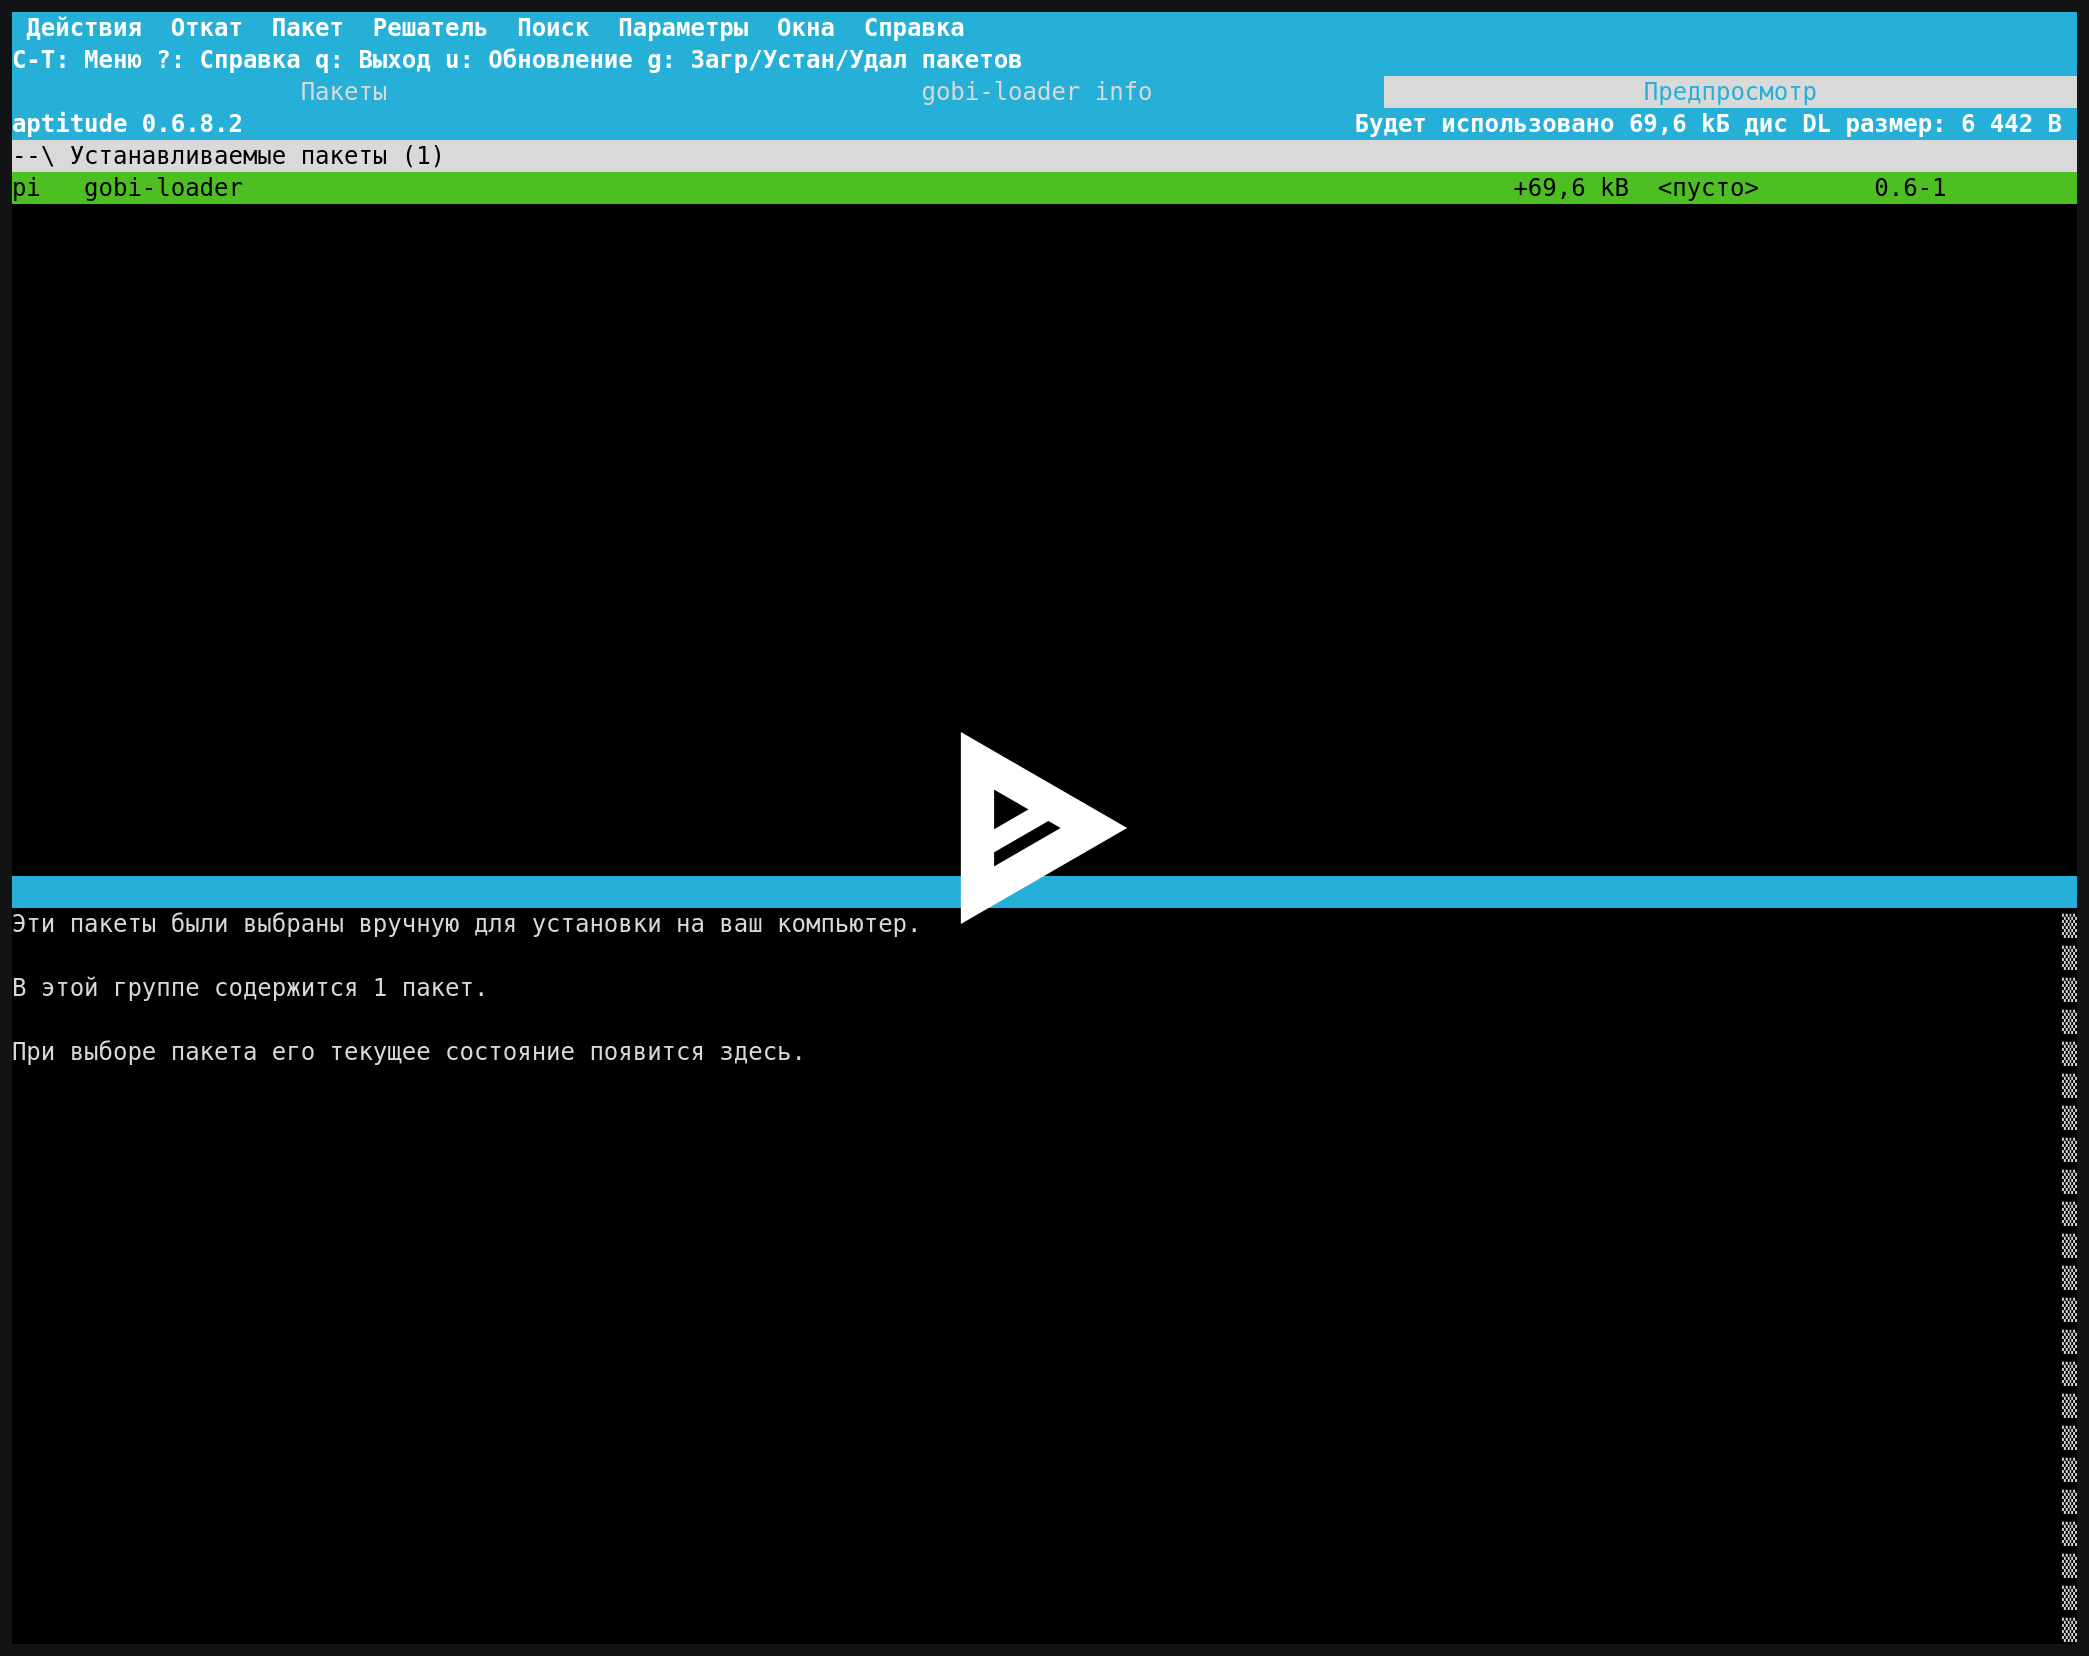 Действия  Откат  Пакет  Решатель  Поиск  Параметры  Окна  Справка
C-T: Меню ?: Справка q: Выход u: Обновление g: Загр/Устан/Удал пакетов
Пакеты  gobi-loader info  Предпросмотр
aptitude 0.6.8.2  Будет использовано 69,6 kБ дис DL размер: 6 442 B
--\ Устанавливаемые пакеты (1)
pi   gobi-loader  +69,6 kB  <пусто>  0.6-1
Эти пакеты были выбраны вручную для установки на ваш компьютер.
В этой группе содержится 1 пакет.
При выборе пакета его текущее состояние появится здесь.